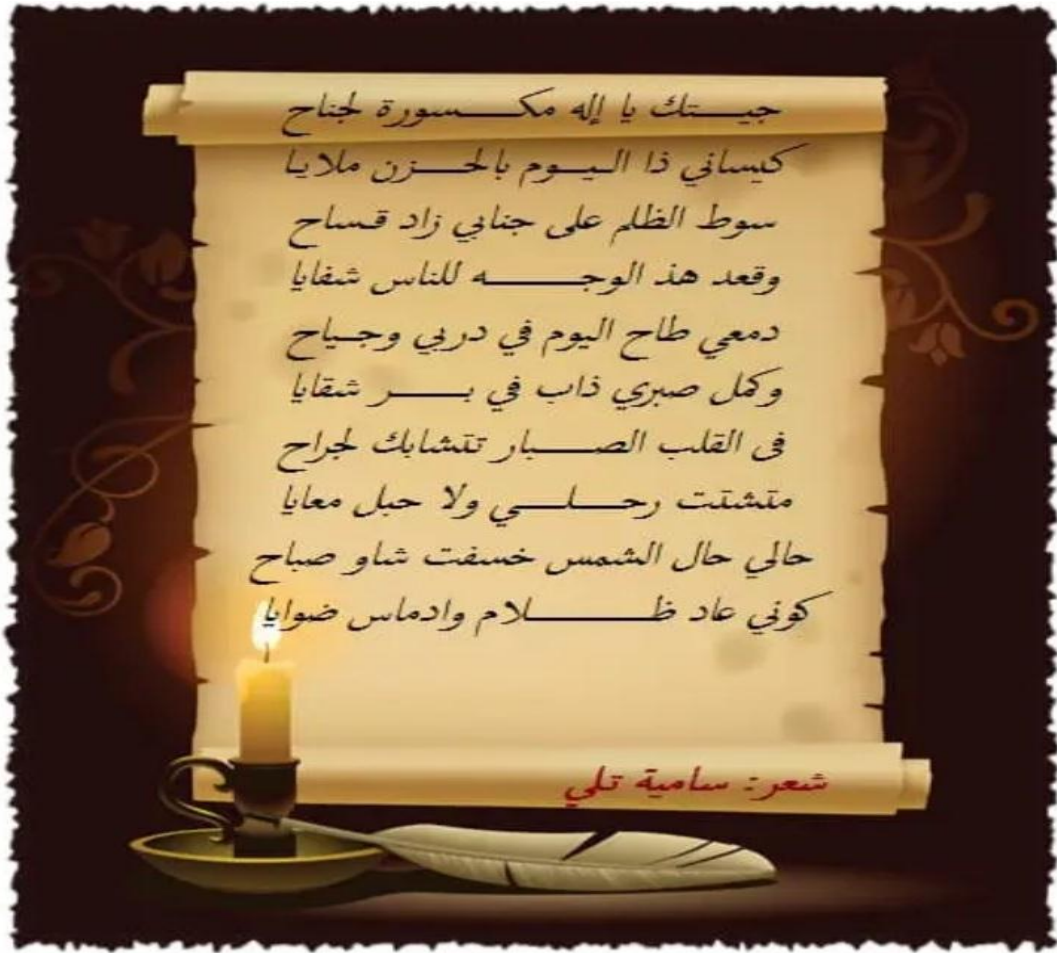 جيتك يا إله مكسورة لجناح
كيساني ذا اليوم بالحزن ملايا
سوط الظلم على جنابي زاد قساح
وقعد هذ الوجه للناس شفايا
دمعي طاح اليوم في دربي وجياح
وكمل صبري ذاب في بر شقايا
فى القلب الصبار تتشابك لجراح
متشتت رحلي ولا حبل معايا
حالي حال الشمس خسفت شاو صباح
كوني عاد ظلام وادماس ضوايا
شعر: سامية تلي